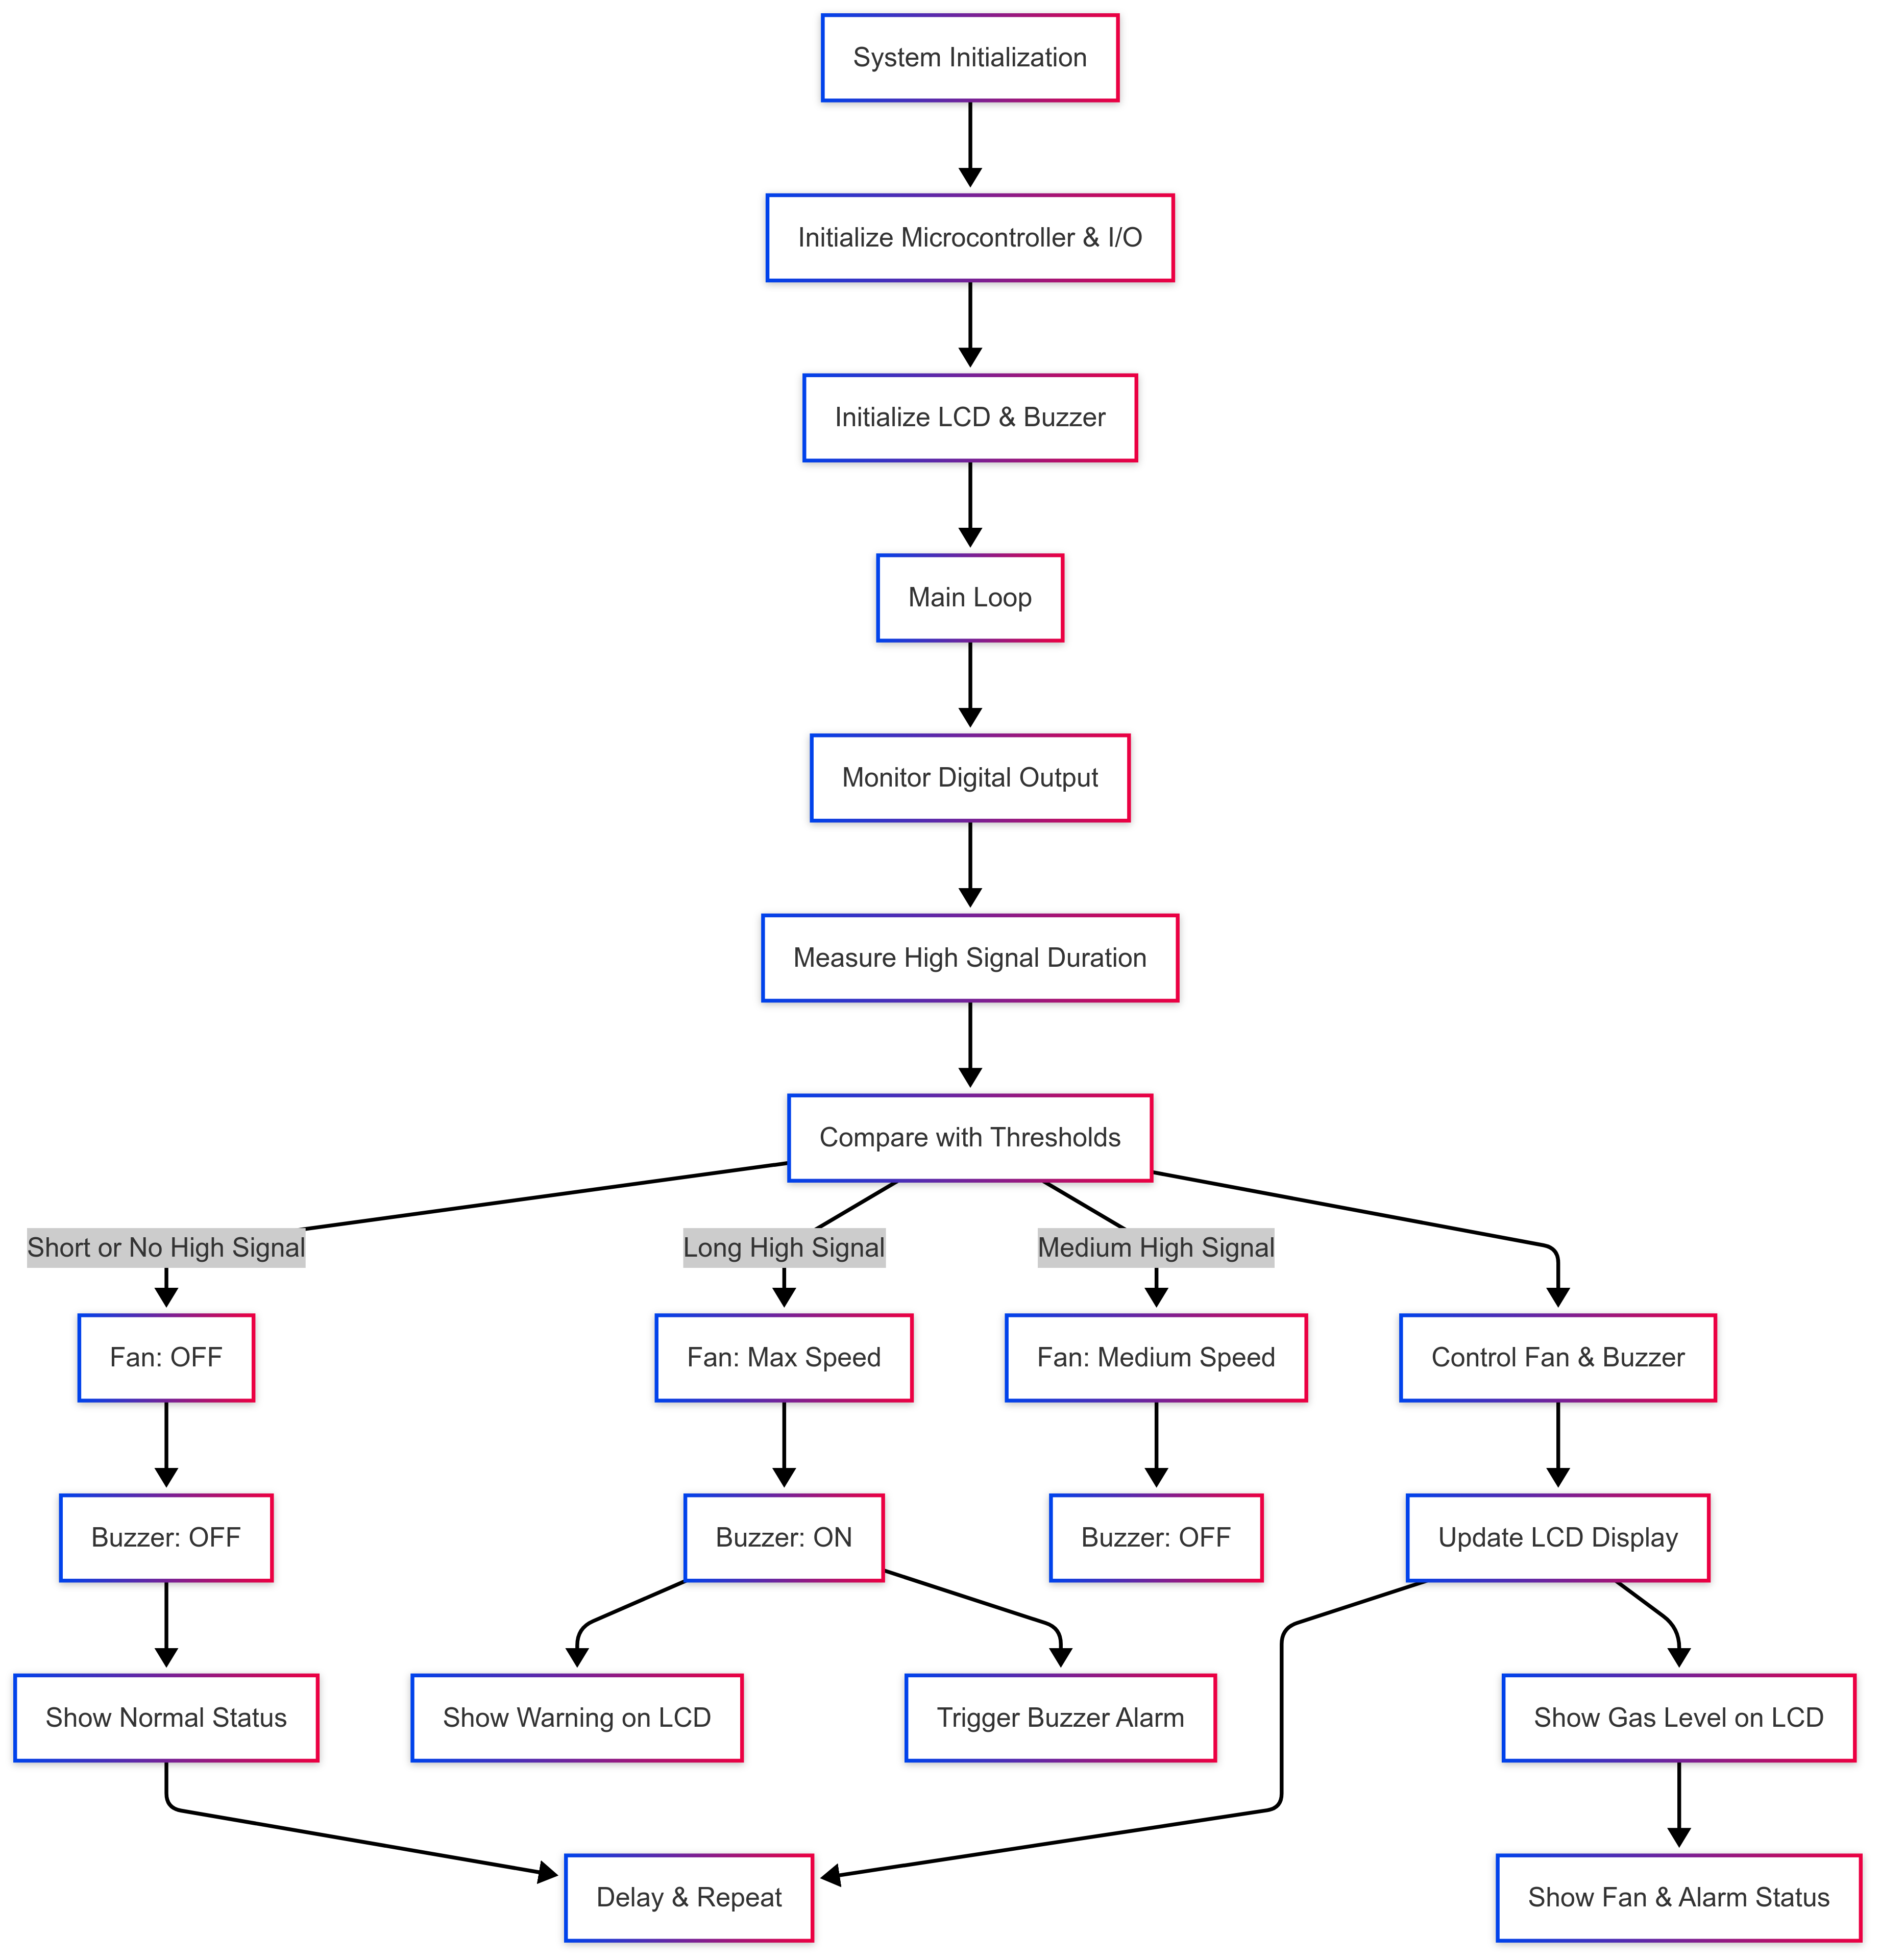 System Initialization
Initialize Microcontroller & I/O
Initialize LCD & Buzzer
Main Loop
Monitor Digital Output
Measure High Signal Duration
Compare with Thresholds
Short or No High Signal
Long High Signal
Medium High Signal
Fan: OFF
Fan: Max Speed
Fan: Medium Speed
Control Fan & Buzzer
Buzzer: OFF
Buzzer: ON
Buzzer: OFF
Update LCD Display
Show Normal Status
Show Warning on LCD
Trigger Buzzer Alarm
Show Gas Level on LCD
Delay & Repeat
Show Fan & Alarm Status